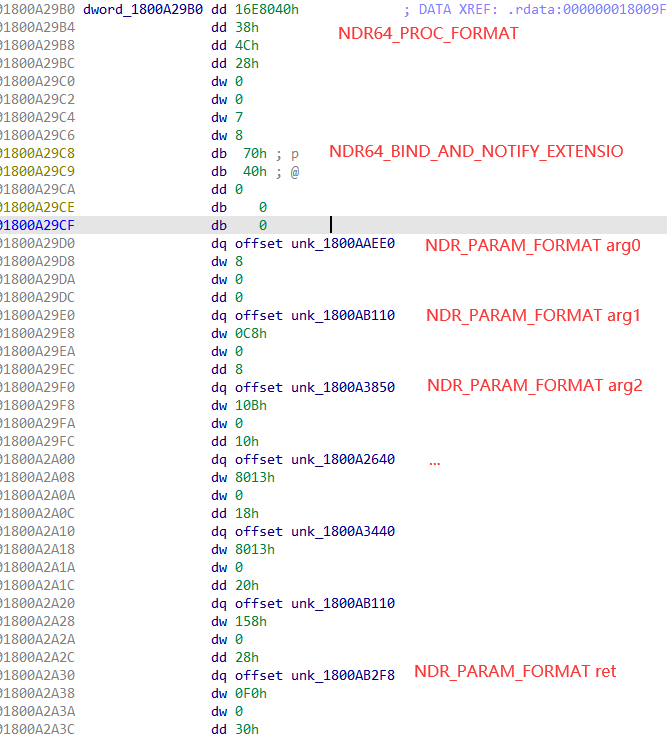 01800A29B0 dword_1800A29B0 dd 16E8040h ; DATA XREF: .rdata:000000018009F
01800A29B4 dd 38h NDR64_PROC_FORMAT
01800A29B8 dd 4Ch
01800A29BC dd 28h
01800A29C0 dw 0
01800A29C2 dw 0
01800A29C4 dw 7
01800A29C6 dw 8
01800A29C8 db 70h ; p NDR64_BIND_AND_NOTIFY_EXTENSIO
01800A29C9 db 40h ; @
01800A29CA dd 0
01800A29CE db 0
01800A29CF db 0
01800A29D0 dq offset unk_1800AAEE0 NDR_PARAM_FORMAT arg0
01800A29D8 dw 8
01800A29DA dw 0
01800A29DC dd 0
01800A29E0 dq offset unk_1800AB110 NDR_PARAM_FORMAT arg1
01800A29E8 dw 0C8h
01800A29EA dw 0
01800A29EC dd 8
01800A29F0 dq offset unk_1800A3850 NDR_PARAM_FORMAT arg2
01800A29F8 dw 10Bh
01800A29FA dw 0
01800A29FC dd 10h
01800A2A00 dq offset unk_1800A2640 ...
01800A2A08 dw 8013h
01800A2A0A dw 0
01800A2A0C dd 18h
01800A2A10 dq offset unk_1800A3440
01800A2A18 dw 8013h
01800A2A1A dw 0
01800A2A1C dd 20h
01800A2A20 dq offset unk_1800AB110
01800A2A28 dw 158h
01800A2A2A dw 0
01800A2A2C dd 28h
01800A2A30 dq offset unk_1800AB2F8 NDR_PARAM_FORMAT ret
01800A2A38 dw 0F0h
01800A2A3A dw 0
01800A2A3C dd 30h